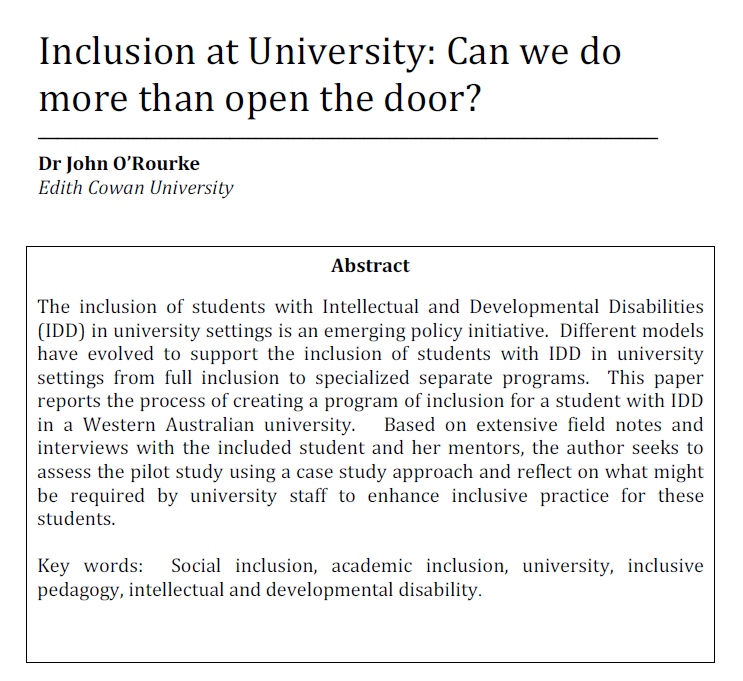 Inclusion at University: Can we do
more than open the door?
Dr John O’Rourke
Edith Cowan University
Abstract
The inclusion of students with Intellectual and Developmental Disabilities
(IDD) in university settings is an emerging policy initiative.  Different models
have evolved to support the inclusion of students with IDD in university
settings from full inclusion to specialized separate programs.  This paper
reports the process of creating a program of inclusion for a student with IDD
in a Western Australian university.   Based on extensive field notes and
interviews with the included student and her mentors, the author seeks to
assess the pilot study using a case study approach and reflect on what might
be required by university staff to enhance inclusive practice for these
students.
Key words:  Social inclusion, academic inclusion, university, inclusive
pedagogy, intellectual and developmental disability.